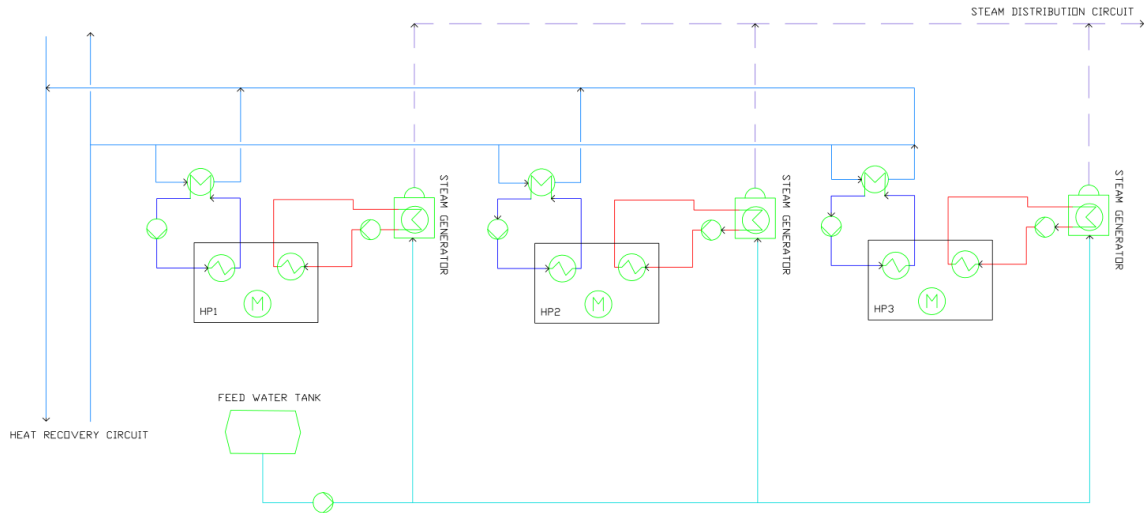 STEAM DISTRIBUTION CIRCUIT
STEAM GENERATOR
STEAM GENERATOR
STEAM GENERATOR
HP1
M
HP2
M
HP3
M
FEED WATER TANK
HEAT RECOVERY CIRCUIT